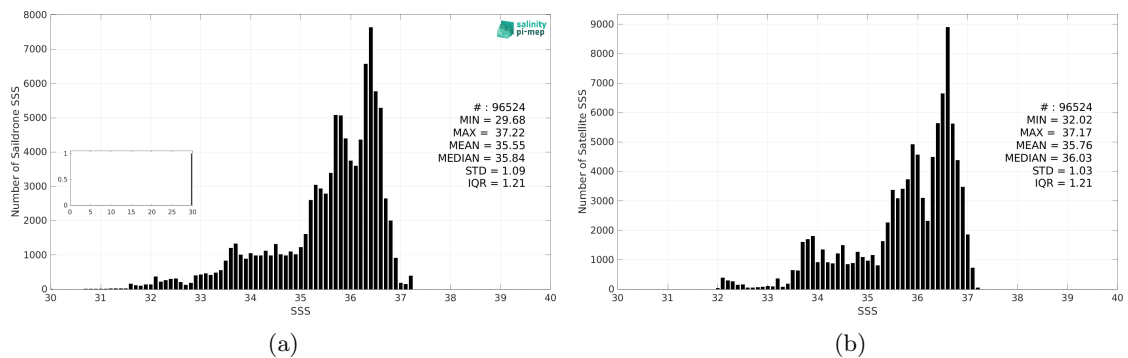 8000
7000
6000
5000
4000
3000
2000
1000
0
Number of Saildrone SSS
salinity
pi-mep
# : 96524
MIN = 29.68
MAX = 37.22
MEAN = 35.55
MEDIAN = 35.84
STD = 1.09
IQR = 1.21
1
0.5
0
0 5 10 15 20 25 30
30 31 32 33 34 35 36 37 38 39 40
SSS
(a)
9000
8000
7000
6000
5000
4000
3000
2000
1000
0
Number of Satellite SSS
# : 96524
MIN = 32.02
MAX = 37.17
MEAN = 35.76
MEDIAN = 36.03
STD = 1.03
IQR = 1.21
30 31 32 33 34 35 36 37 38 39 40
SSS
(b)